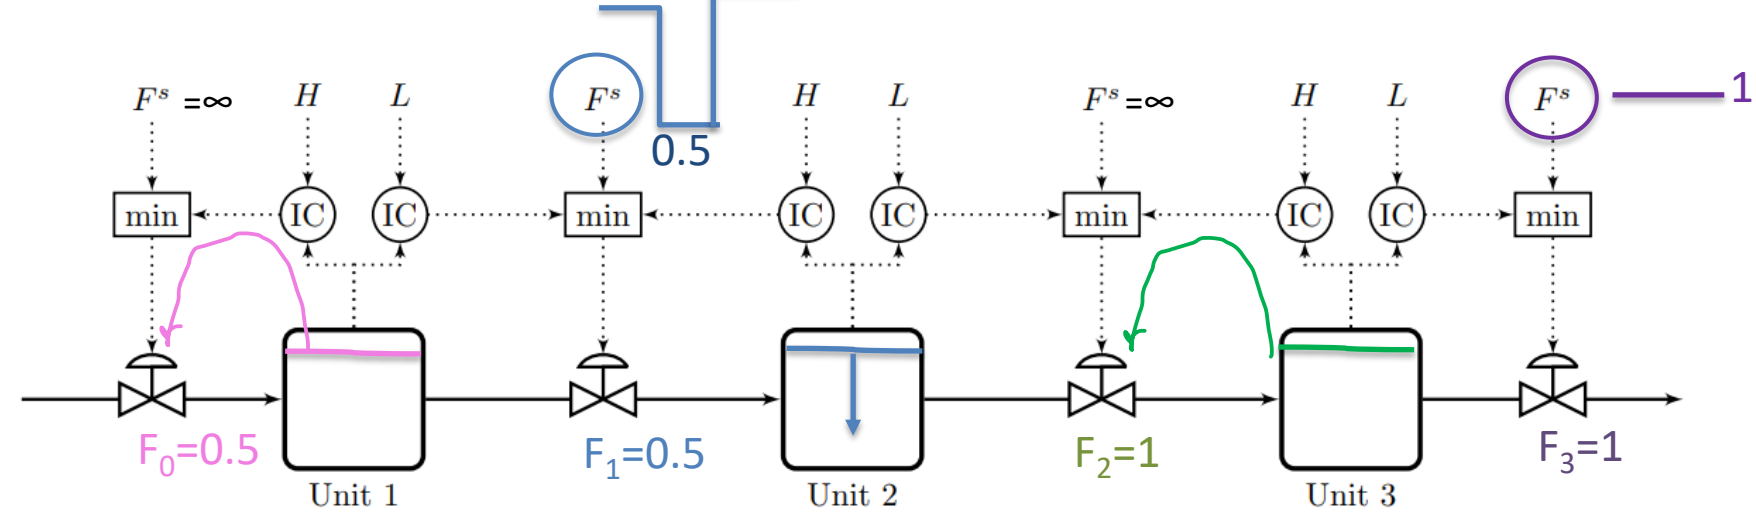 F^s =∞ H L F^s H L F^s =∞ H L F^s 1
0.5
min IC IC min IC IC min IC IC min
F₀=0.5 F₁=0.5 F₂=1 F₃=1
Unit 1 Unit 2 Unit 3